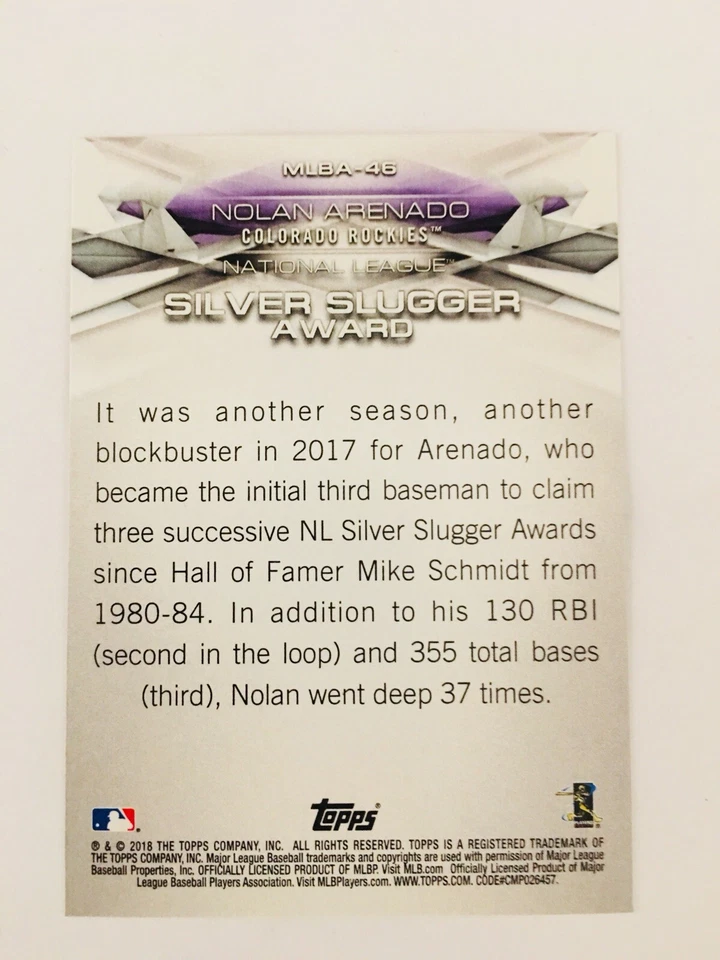 MLBA-46
NOLAN ARENADO
COLORADO ROCKIES™
NATIONAL LEAGUE™
SILVER SLUGGER
AWARD
It was another season, another
blockbuster in 2017 for Arenado, who
became the initial third baseman to claim
three successive NL Silver Slugger Awards
since Hall of Famer Mike Schmidt from
1980-84. In addition to his 130 RBI
(second in the loop) and 355 total bases
(third), Nolan went deep 37 times.
topps®
® & © 2018 THE TOPPS COMPANY, INC. ALL RIGHTS RESERVED. TOPPS IS A REGISTERED TRADEMARK OF
THE TOPPS COMPANY, INC. Major League Baseball trademarks and copyrights are used with permission of Major League
Baseball Properties, Inc. OFFICIALLY LICENSED PRODUCT OF MLBP. Visit MLB.com Officially Licensed Product of Major
League Baseball Players Association. Visit MLBPlayers.com. WWW.TOPPS.COM. CODE#CMP026457.